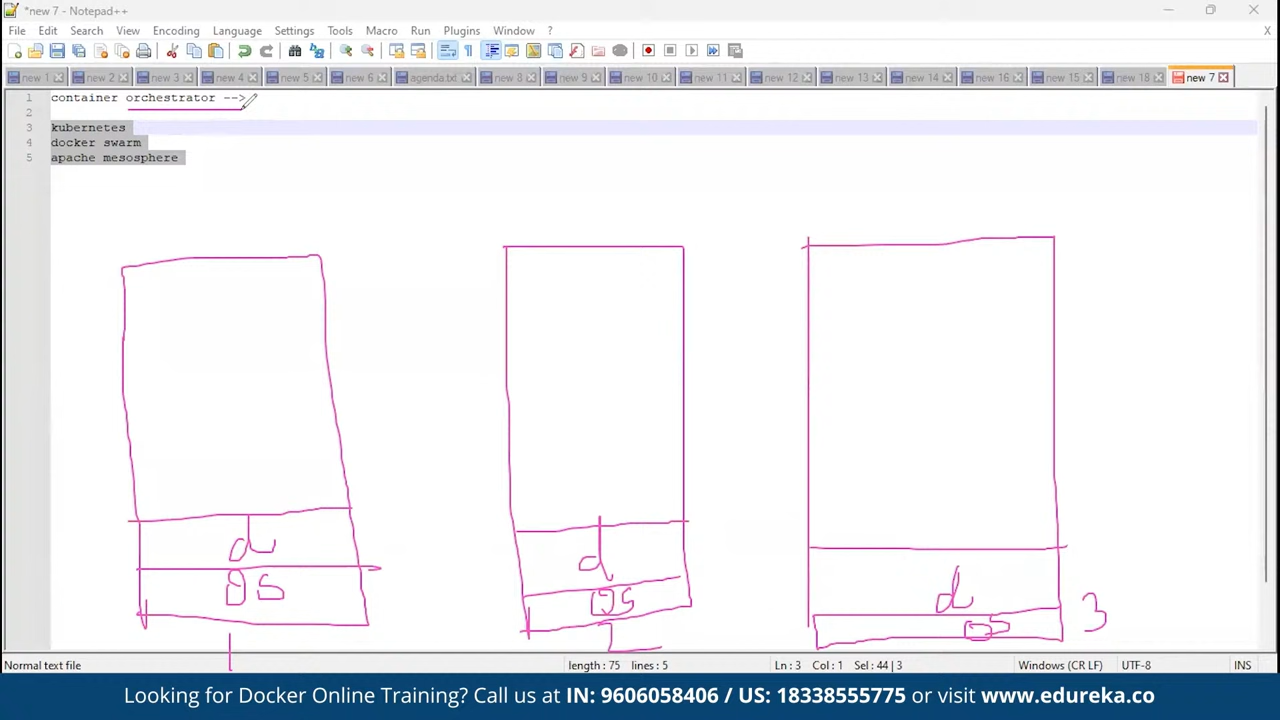 *new 7 - Notepad++
File Edit Search View Encoding Language Settings Tools Macro Run Plugins Window ?
new 1 new 2 new 3 new 4 new 5 new 6 agenda.txt new 8 new 9 new 10 new 11 new 12 new 13 new 14 new 16 new 15 new 18 new 7
1 container orchestrator -->
2
3 kubernetes
4 docker swarm
5 apache mesosphere
d d d
OS OS OS
1 2 3
Normal text file length : 75 lines : 5 Ln : 3 Col : 1 Sel : 44 | 3 Windows (CR LF) UTF-8 INS
Looking for Docker Online Training? Call us at IN: 9606058406 / US: 18338555775 or visit www.edureka.co